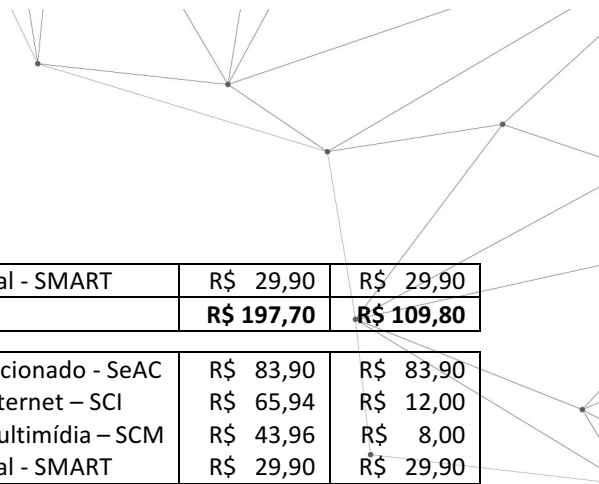 al - SMART R$ 29,90 R$ 29,90
R$ 197,70 R$ 109,80
cionado - SeAC R$ 83,90 R$ 83,90
ternet – SCI R$ 65,94 R$ 12,00
ultimídia – SCM R$ 43,96 R$ 8,00
al - SMART R$ 29,90 R$ 29,90